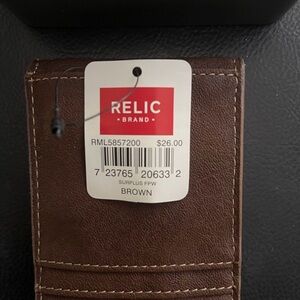 RELIC
• BRAND •
RML5857200 $26.00
7 23765 20633 2
SURPLUS FPW
BROWN